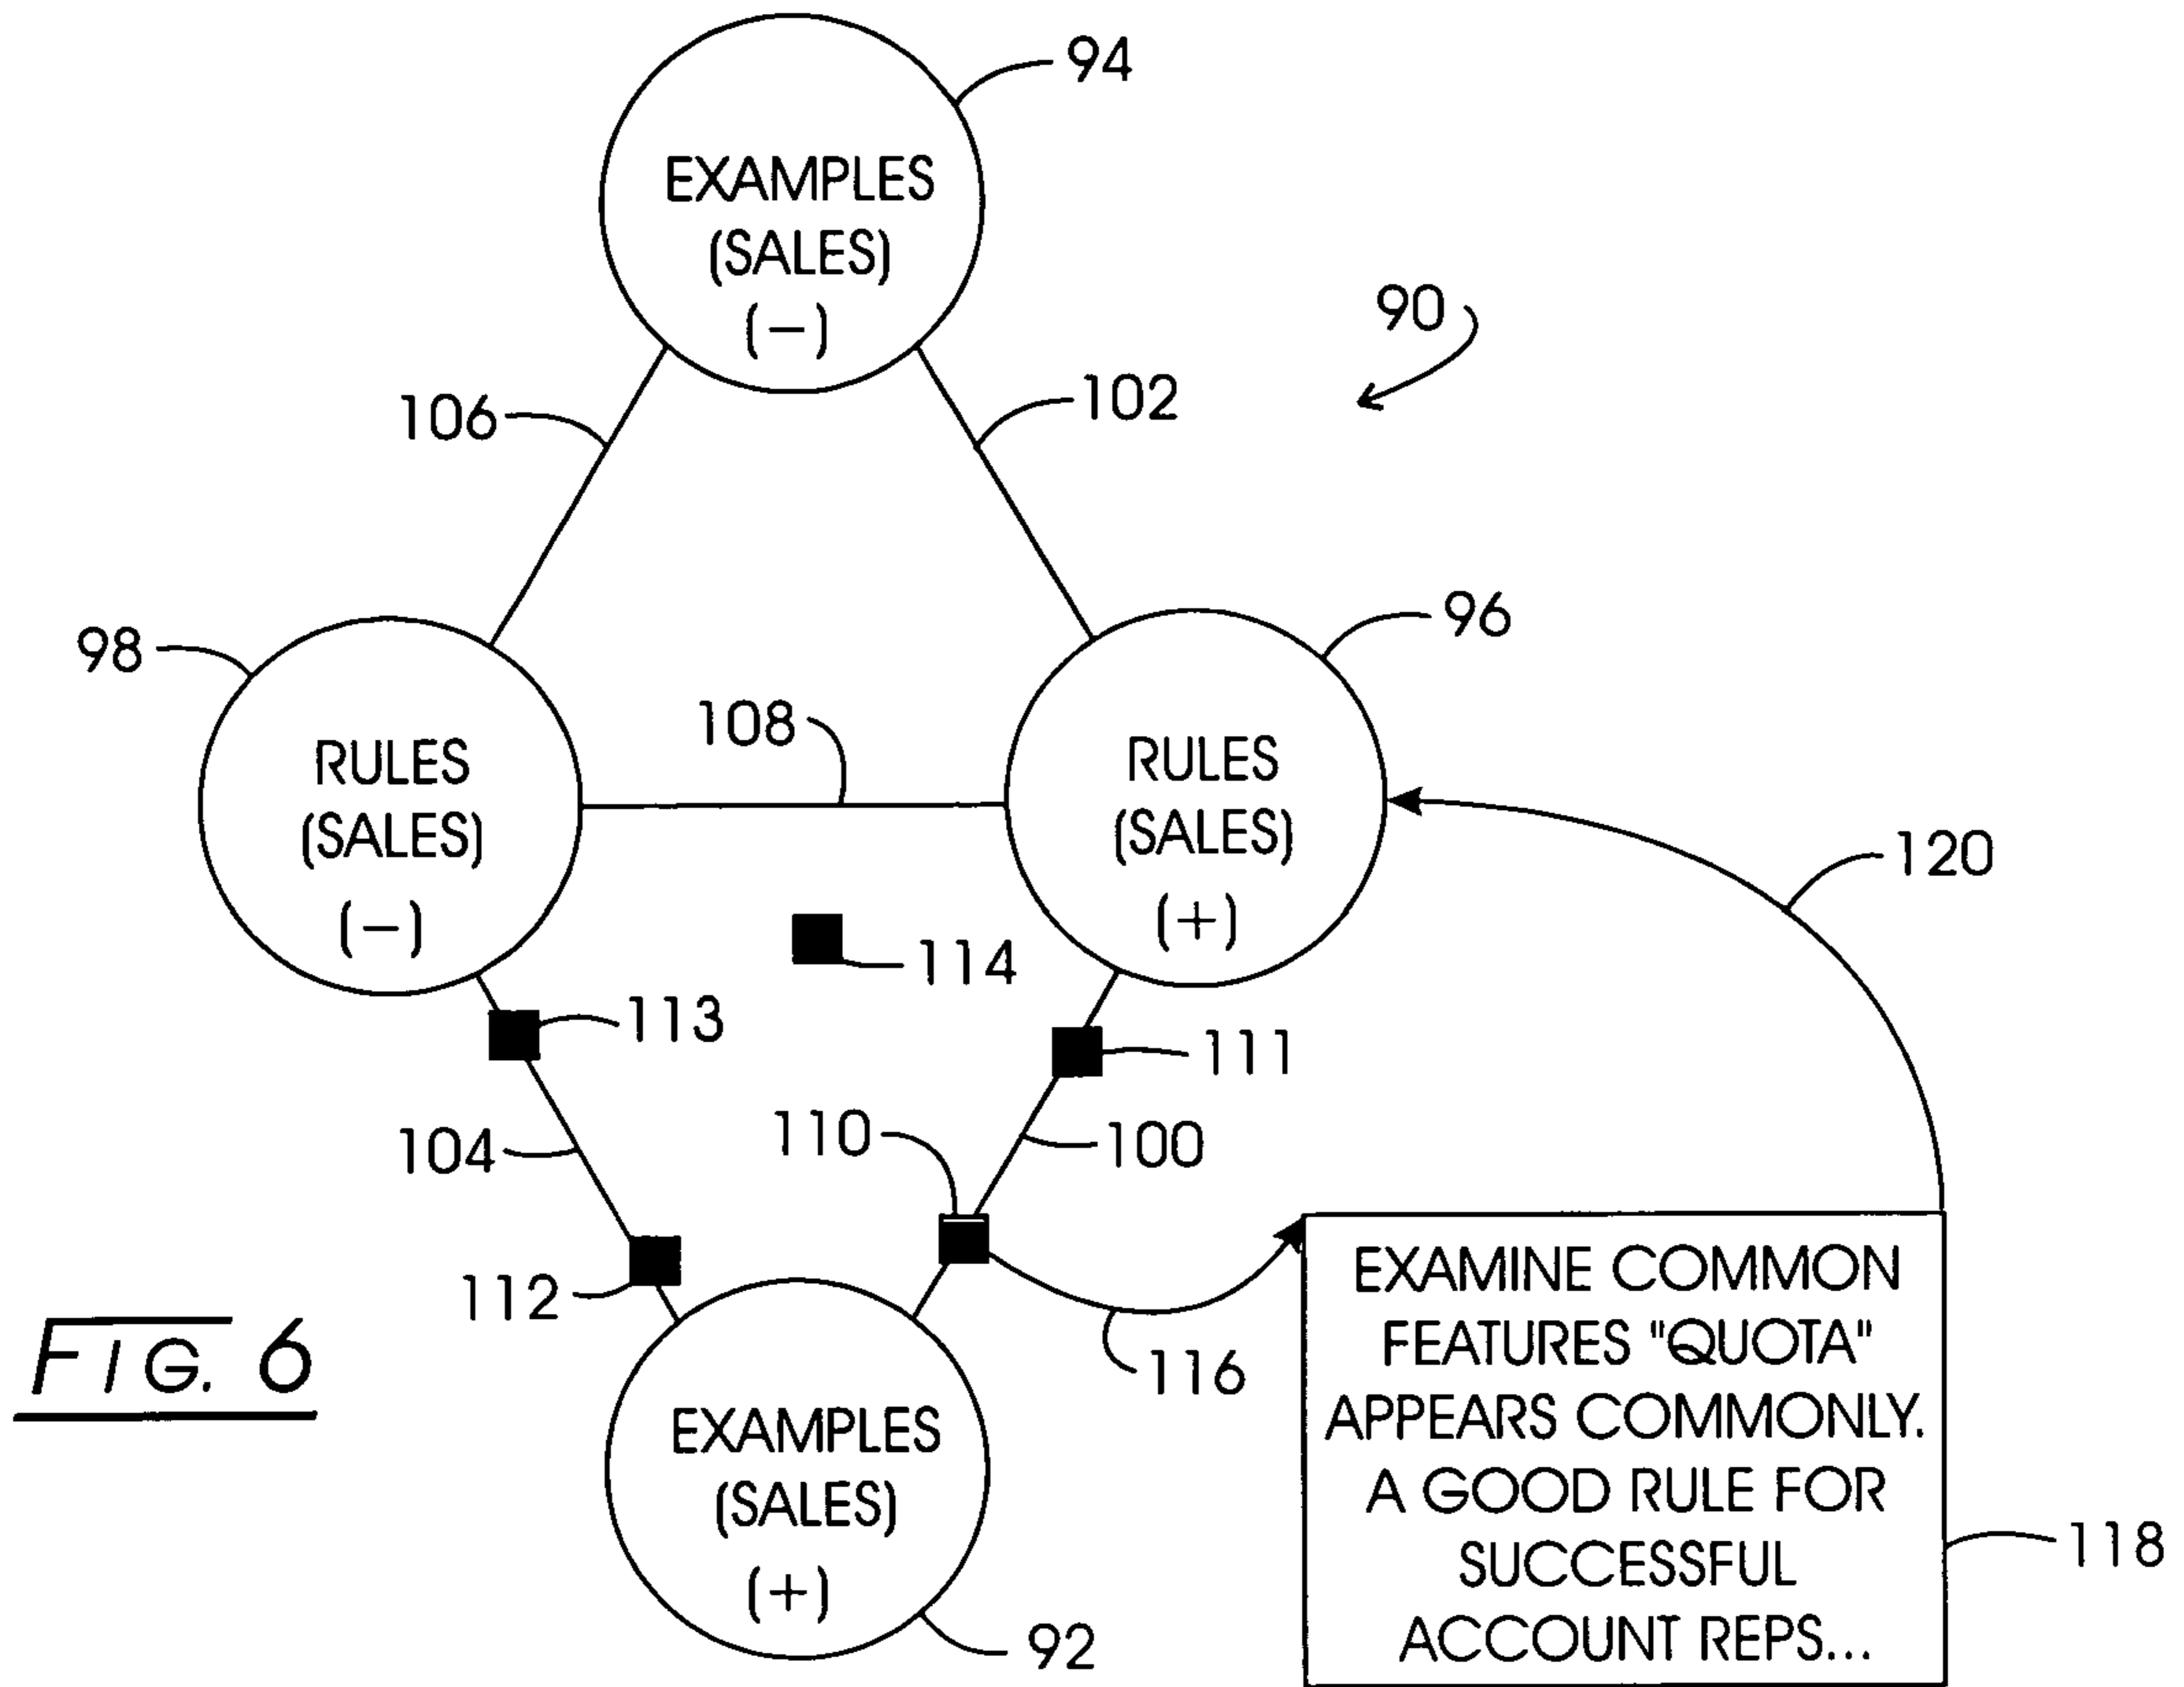 94
EXAMPLES
(SALES)
(−)
90
106
102
98
96
108
RULES
(SALES)
(−)
RULES
(SALES)
(+)
120
114
113
111
110
100
104
112
116
EXAMINE COMMON
FEATURES "QUOTA"
APPEARS COMMONLY.
A GOOD RULE FOR
SUCCESSFUL
ACCOUNT REPS...
118
FIG. 6
EXAMPLES
(SALES)
(+)
92